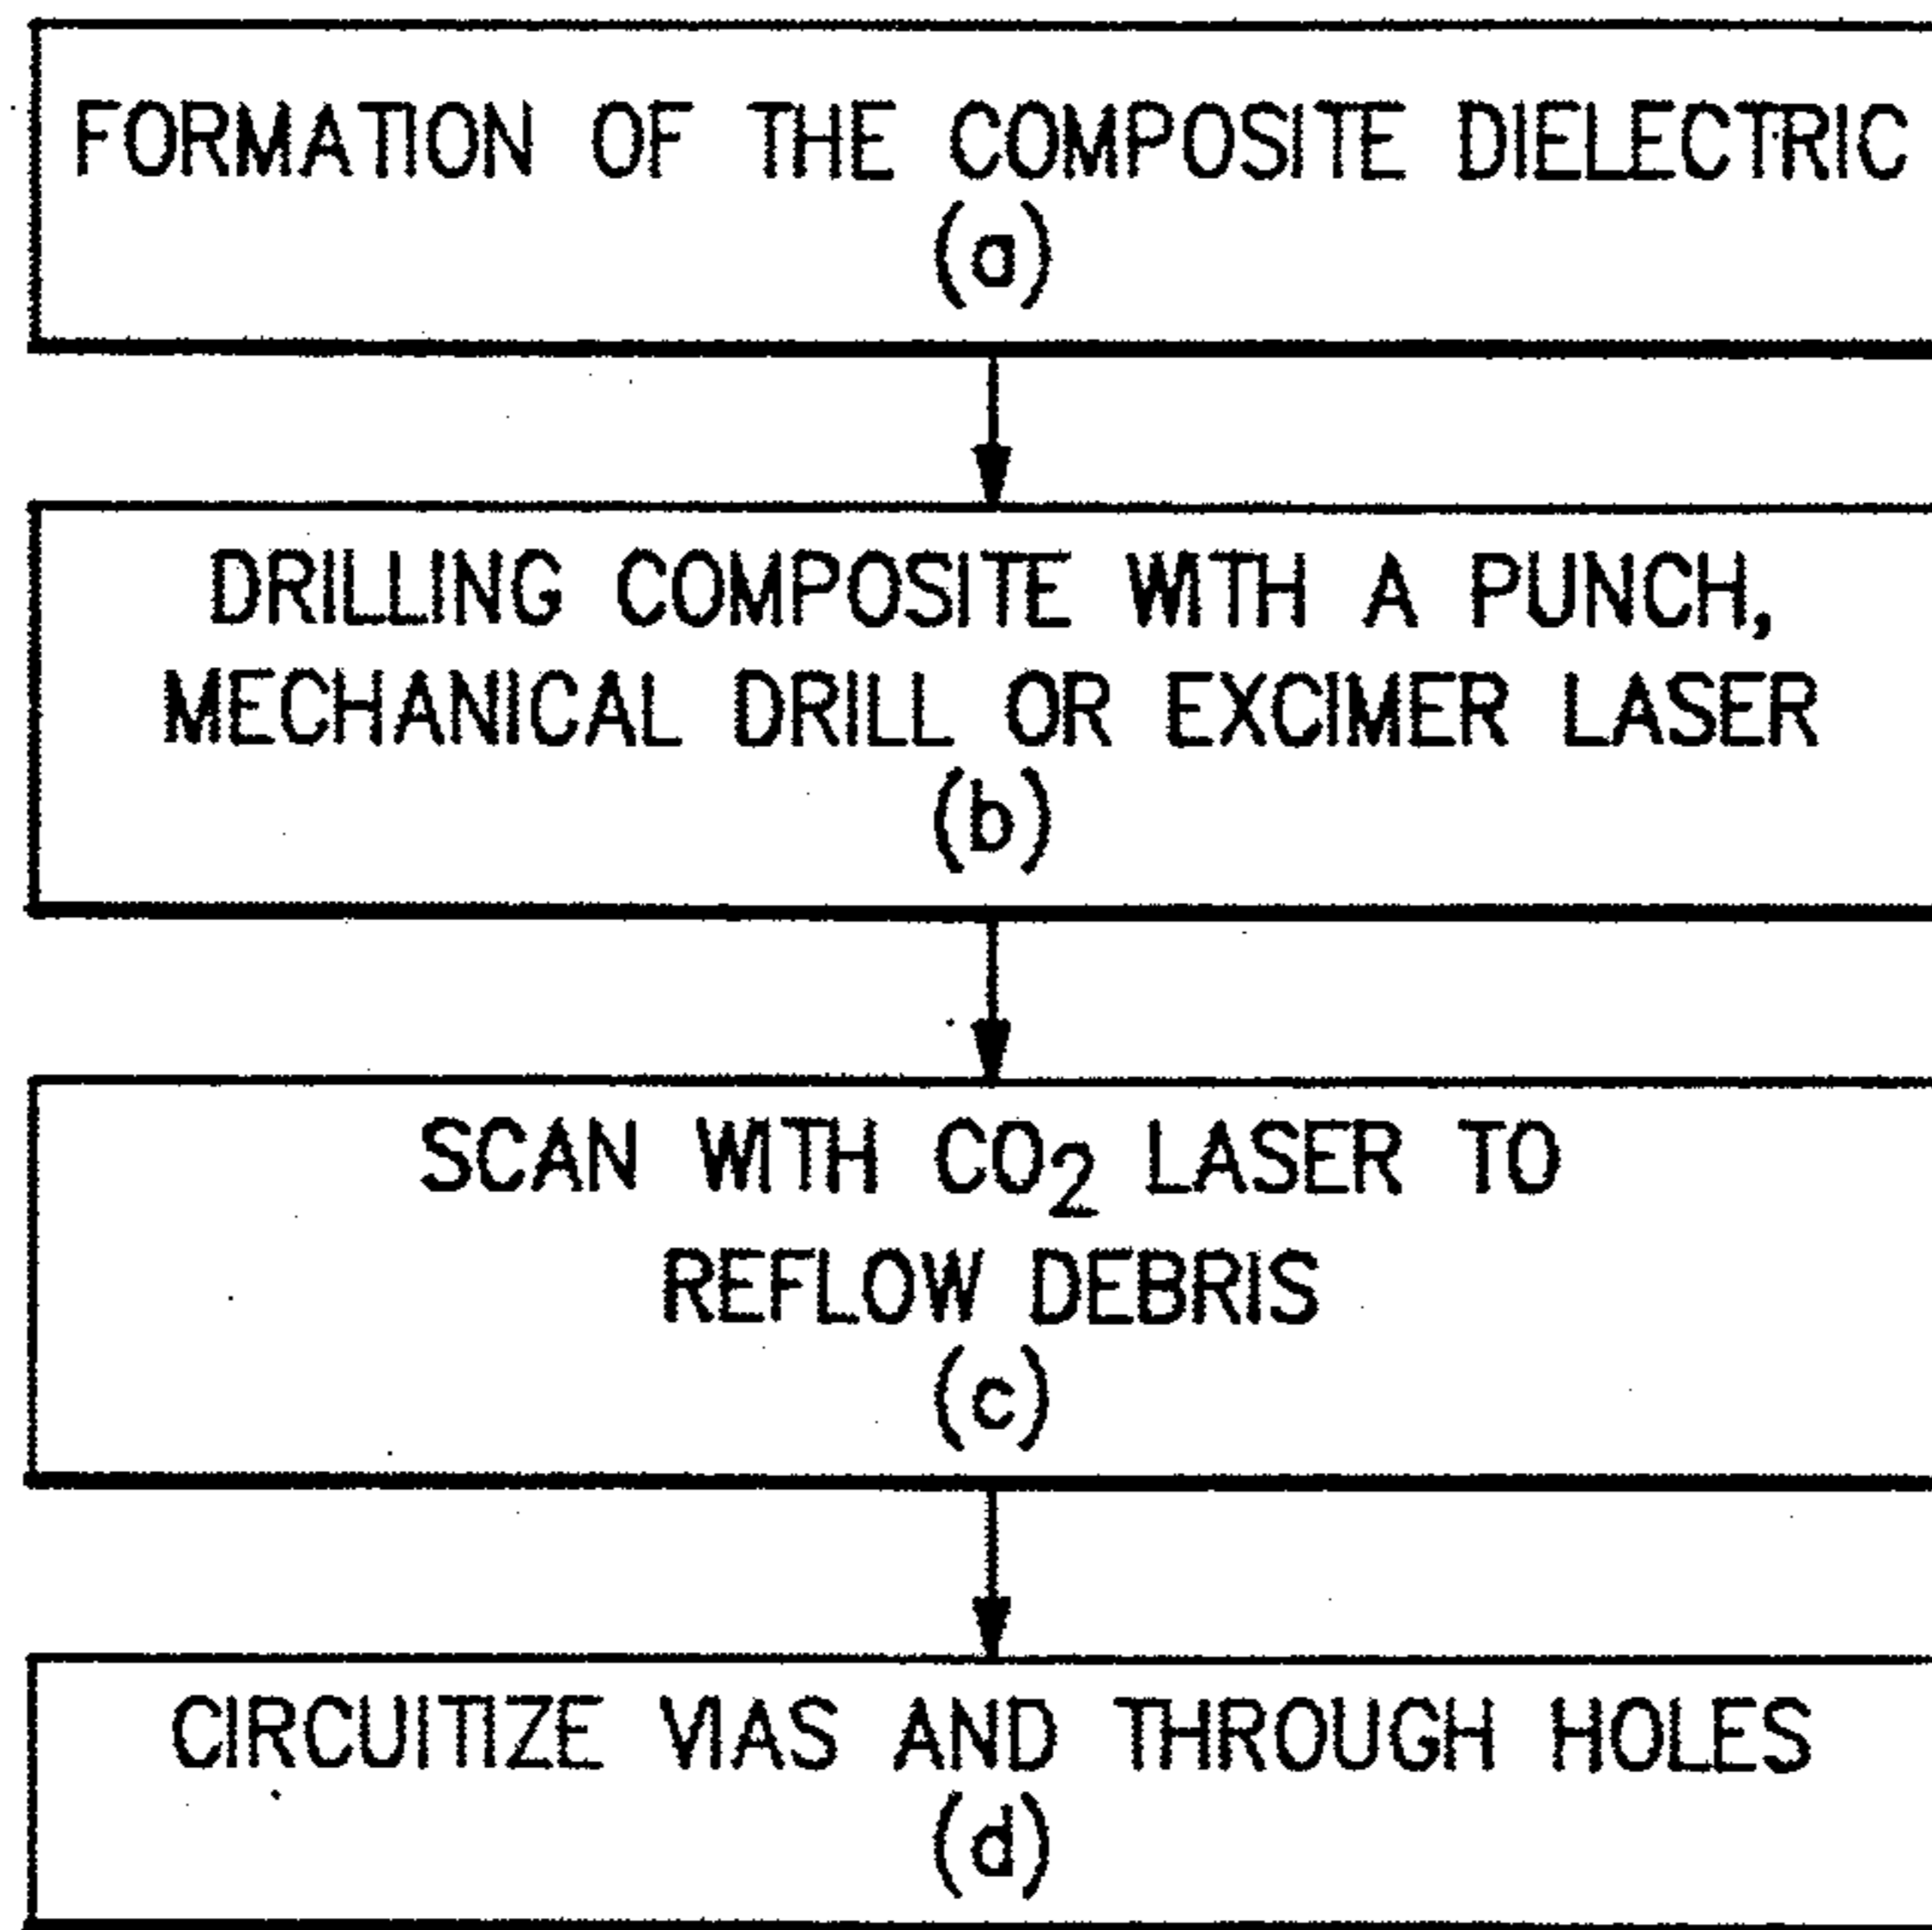 FORMATION OF THE COMPOSITE DIELECTRIC
(a)
DRILLING COMPOSITE WITH A PUNCH,
MECHANICAL DRILL OR EXCIMER LASER
(b)
SCAN WITH CO₂ LASER TO
REFLOW DEBRIS
(c)
CIRCUITIZE VIAS AND THROUGH HOLES
(d)